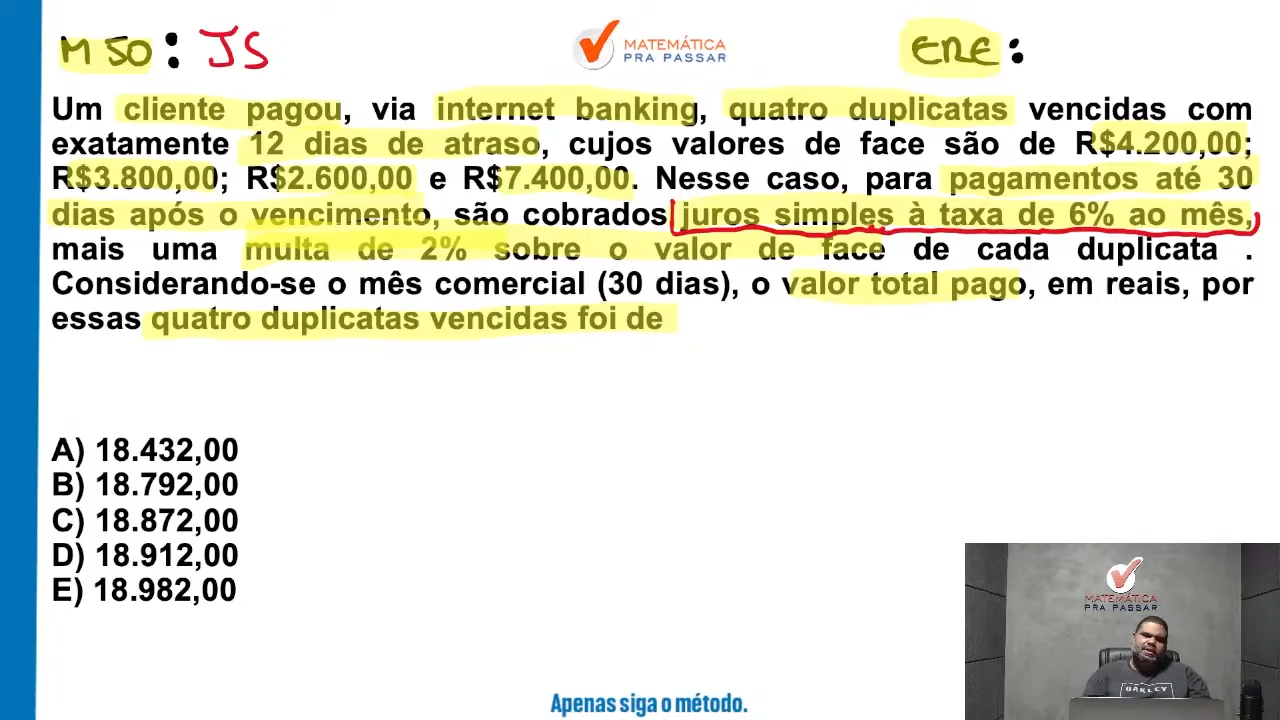 M50: JS
MATEMÁTICA
PRA PASSAR
ENE:
Um cliente pagou, via internet banking, quatro duplicatas vencidas com
exatamente 12 dias de atraso, cujos valores de face são de R$4.200,00;
R$3.800,00; R$2.600,00 e R$7.400,00. Nesse caso, para pagamentos até 30
dias após o vencimento, são cobrados juros simples à taxa de 6% ao mês,
mais uma multa de 2% sobre o valor de face de cada duplicata .
Considerando-se o mês comercial (30 dias), o valor total pago, em reais, por
essas quatro duplicatas vencidas foi de
A) 18.432,00
B) 18.792,00
C) 18.872,00
D) 18.912,00
E) 18.982,00
MATEMÁTICA
PRA PASSAR
OAKLEY
Apenas siga o método.